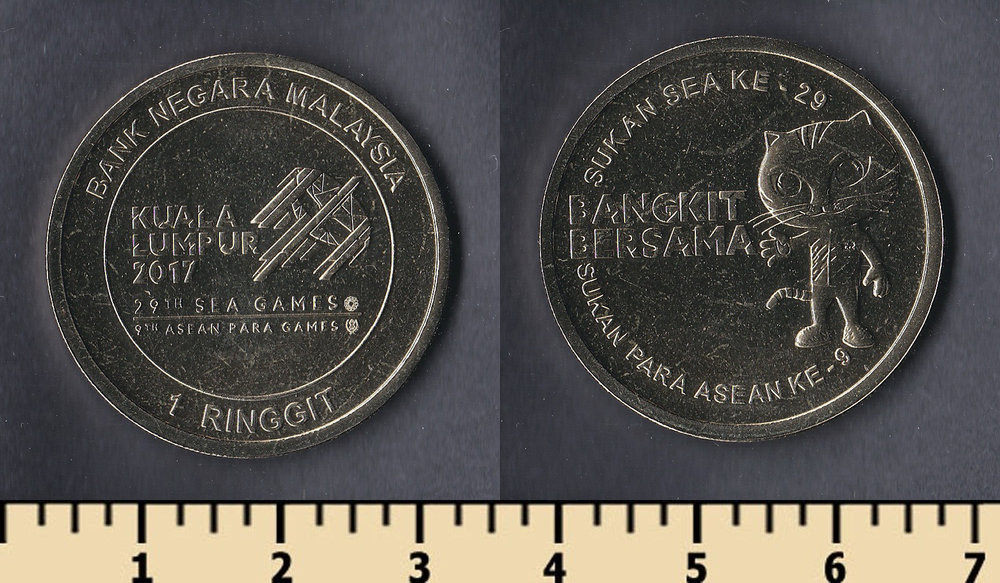 BANK NEGARA MALAYSIA
KUALA
LUMPUR
2017
29TH SEA GAMES
9TH ASEAN PARA GAMES
1 RINGGIT
SUKAN SEA KE - 29
BANGKIT
BERSAMA
SUKAN PARA ASEAN KE - 9
1 2 3 4 5 6 7